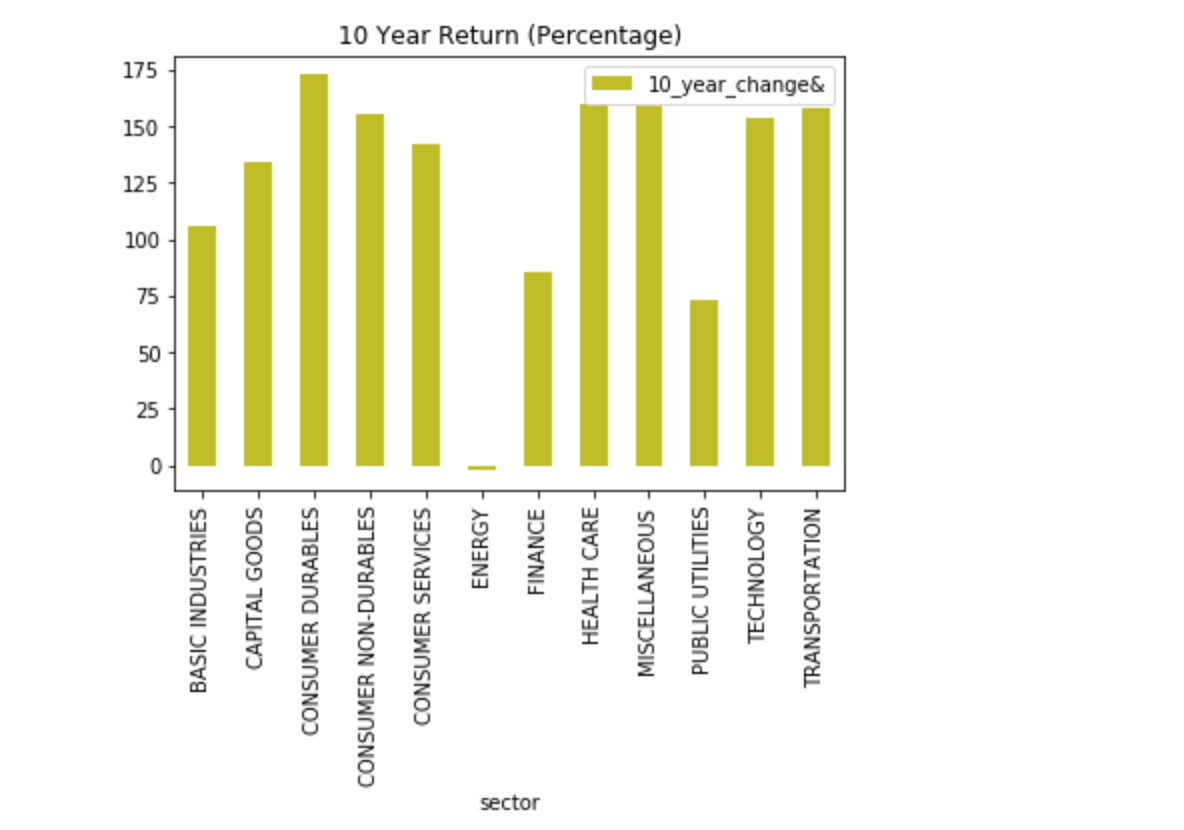 10 Year Return (Percentage)
10_year_change&
175
150
125
100
75
50
25
0
BASIC INDUSTRIES
CAPITAL GOODS
CONSUMER DURABLES
CONSUMER NON-DURABLES
CONSUMER SERVICES
ENERGY
FINANCE
HEALTH CARE
MISCELLANEOUS
PUBLIC UTILITIES
TECHNOLOGY
TRANSPORTATION
sector